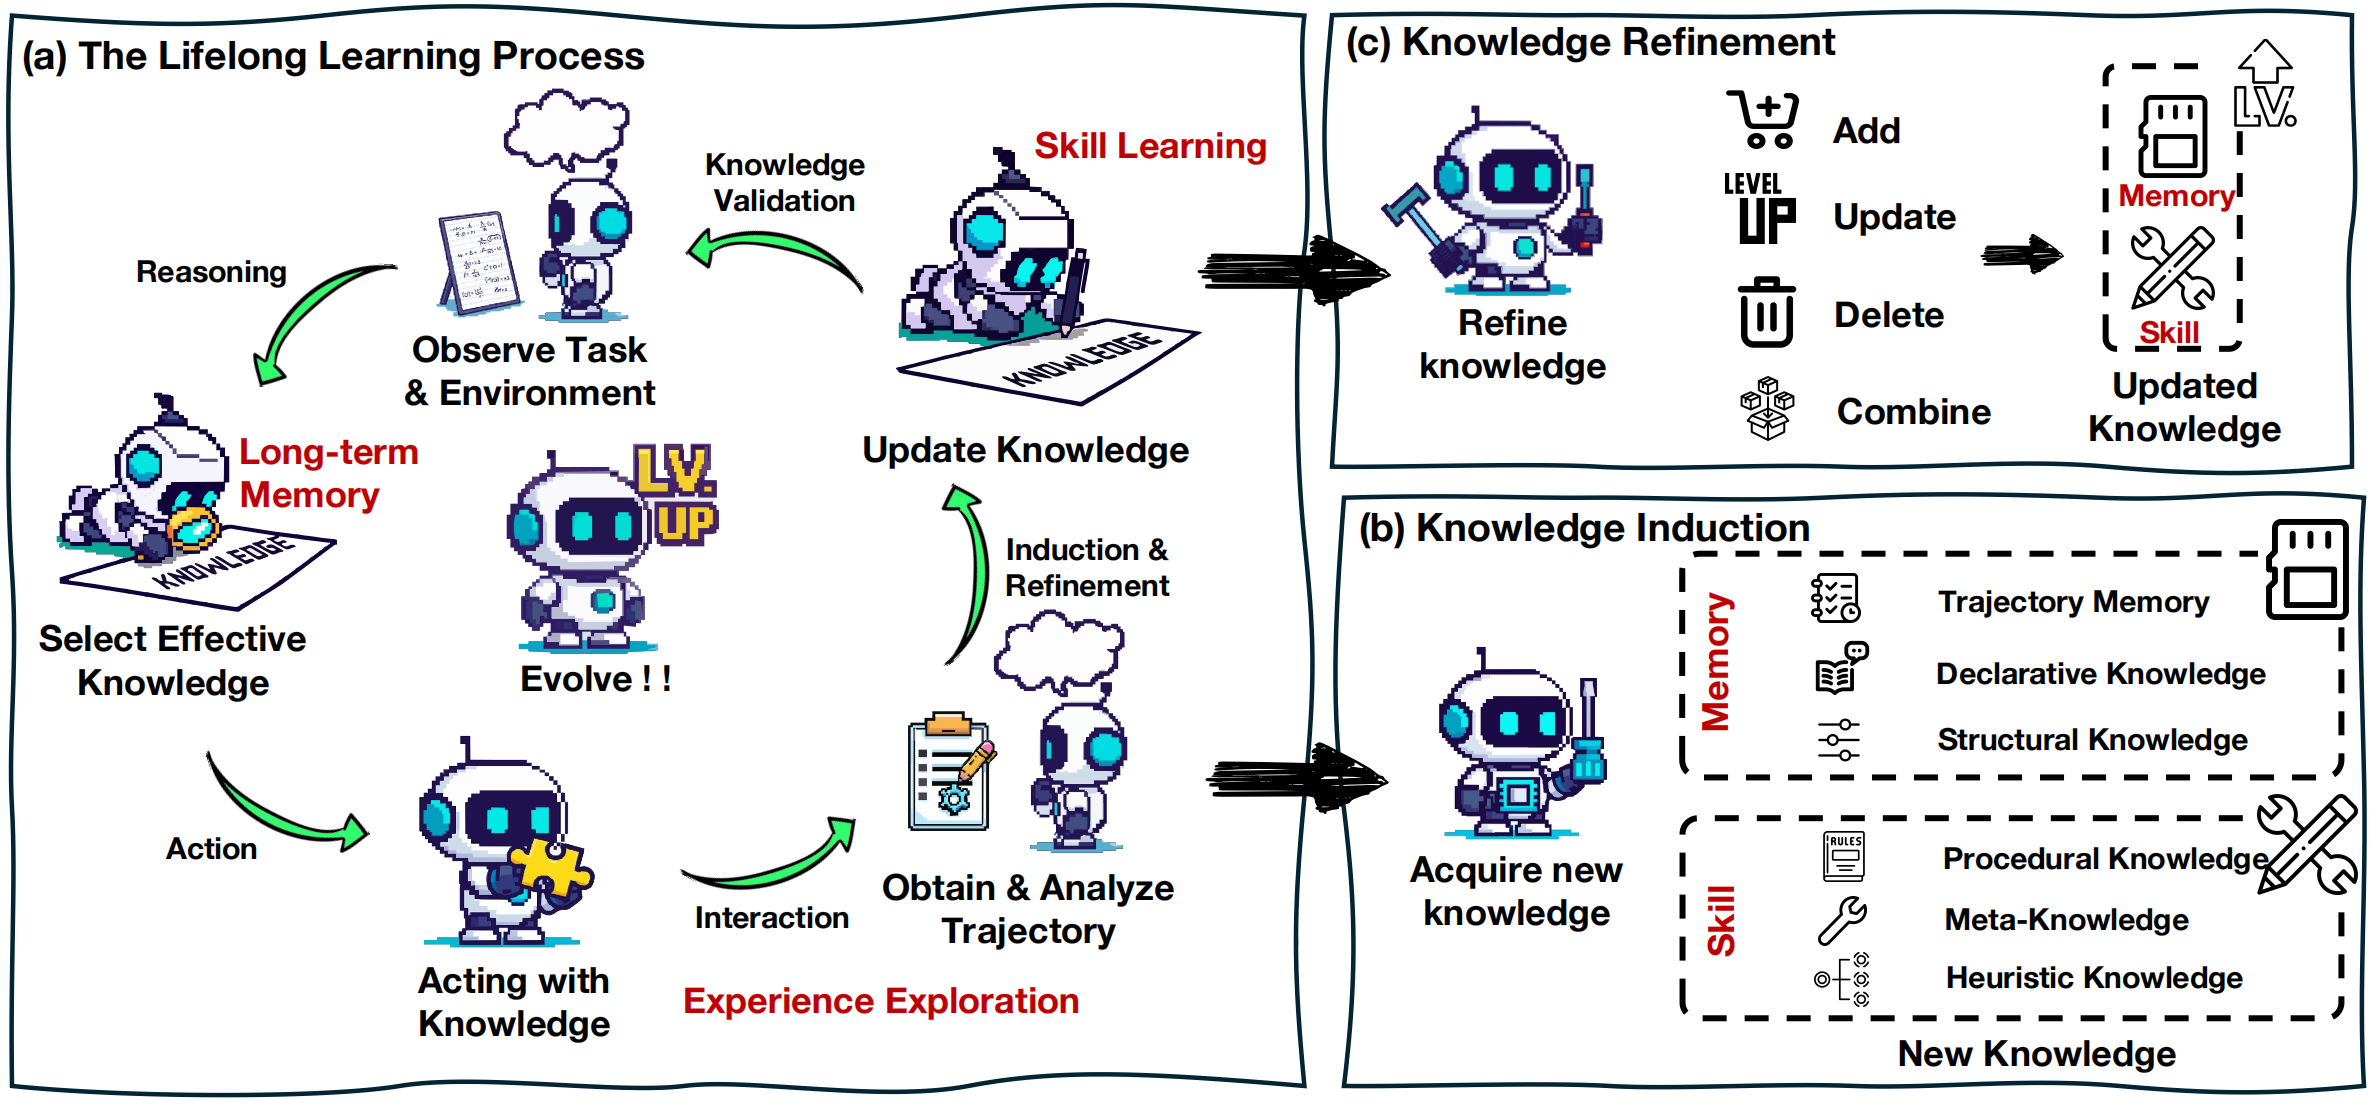 (a) The Lifelong Learning Process
Skill Learning
Knowledge
Validation
Reasoning
Observe Task
& Environment
KNOWLEDGE
Update Knowledge
Long-term
Memory
KNOWLEDGE
Select Effective
Knowledge
LV.
UP
Evolve ! !
Induction &
Refinement
Action
Acting with
Knowledge
Interaction
Obtain & Analyze
Trajectory
Experience Exploration
(c) Knowledge Refinement
Refine
knowledge
Add
LEVEL
UP
Update
Delete
Combine
LV.
Memory
Skill
Updated
Knowledge
(b) Knowledge Induction
Acquire new
knowledge
Memory
Trajectory Memory
Declarative Knowledge
Structural Knowledge
Skill
RULES
Procedural Knowledge
Meta-Knowledge
Heuristic Knowledge
New Knowledge